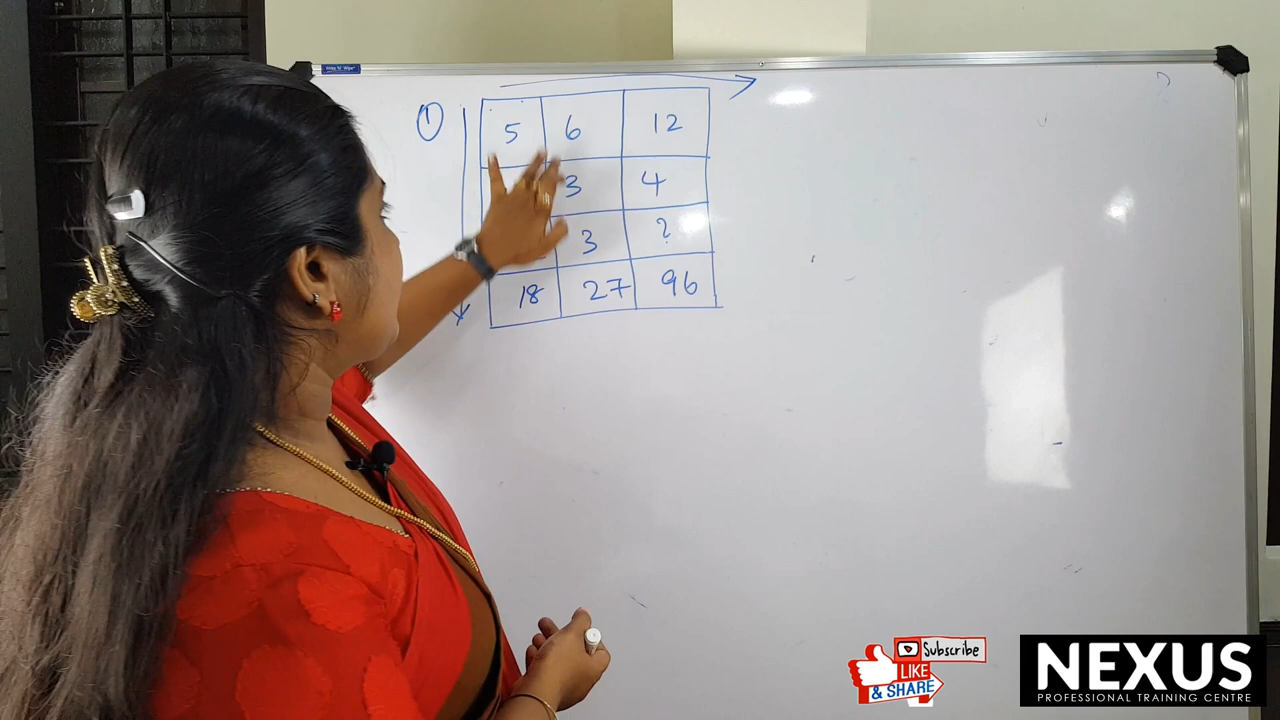 ① 5 6 12
3 4
3 ?
18 27 96
Subscribe
LIKE
& SHARE
NEXUS
PROFESSIONAL TRAINING CENTRE